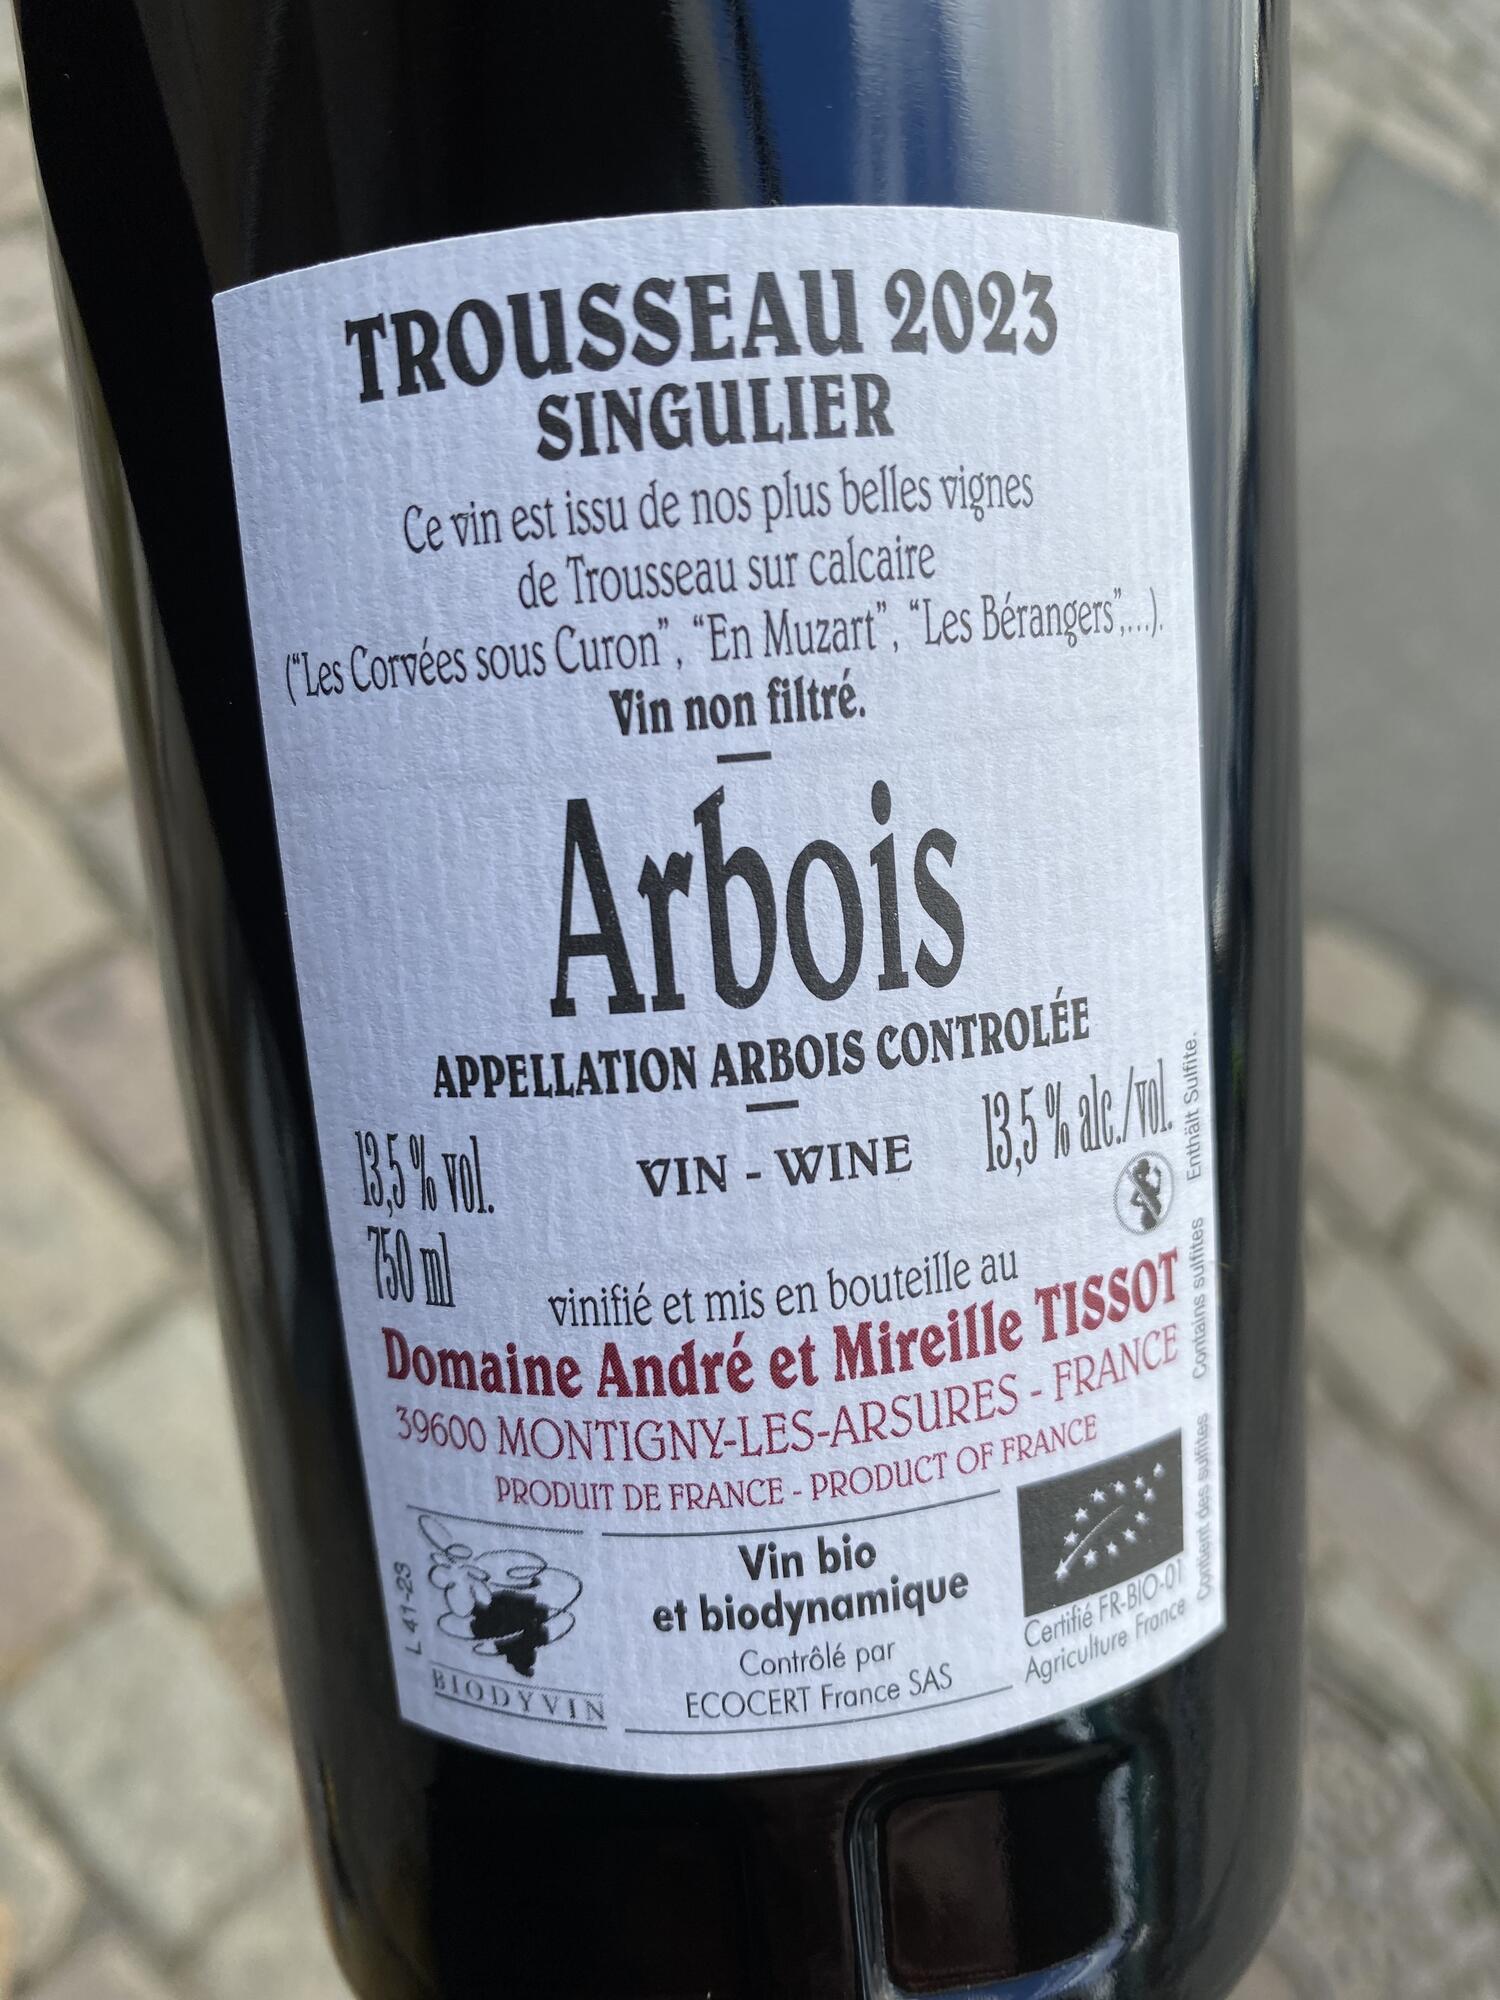 TROUSSEAU 2023
SINGULIER
Ce vin est issu de nos plus belles vignes
de Trousseau sur calcaire
("Les Corvées sous Curon", "En Muzart", "Les Bérangers",...).
Vin non filtré.
Arbois
APPELLATION ARBOIS CONTROLÉE
13,5 % vol.
750 ml
VIN - WINE
13,5 % alc./vol.
vinifié et mis en bouteille au
Domaine André et Mireille TISSOT
39600 MONTIGNY-LES-ARSURES - FRANCE
PRODUIT DE FRANCE - PRODUCT OF FRANCE
L 41-23
BIODYVIN
Vin bio
et biodynamique
Contrôlé par
ECOCERT France SAS
Certifié FR-BIO-01
Agriculture France
Contient des sulfites Contains sulfites Enthält Sulfite.